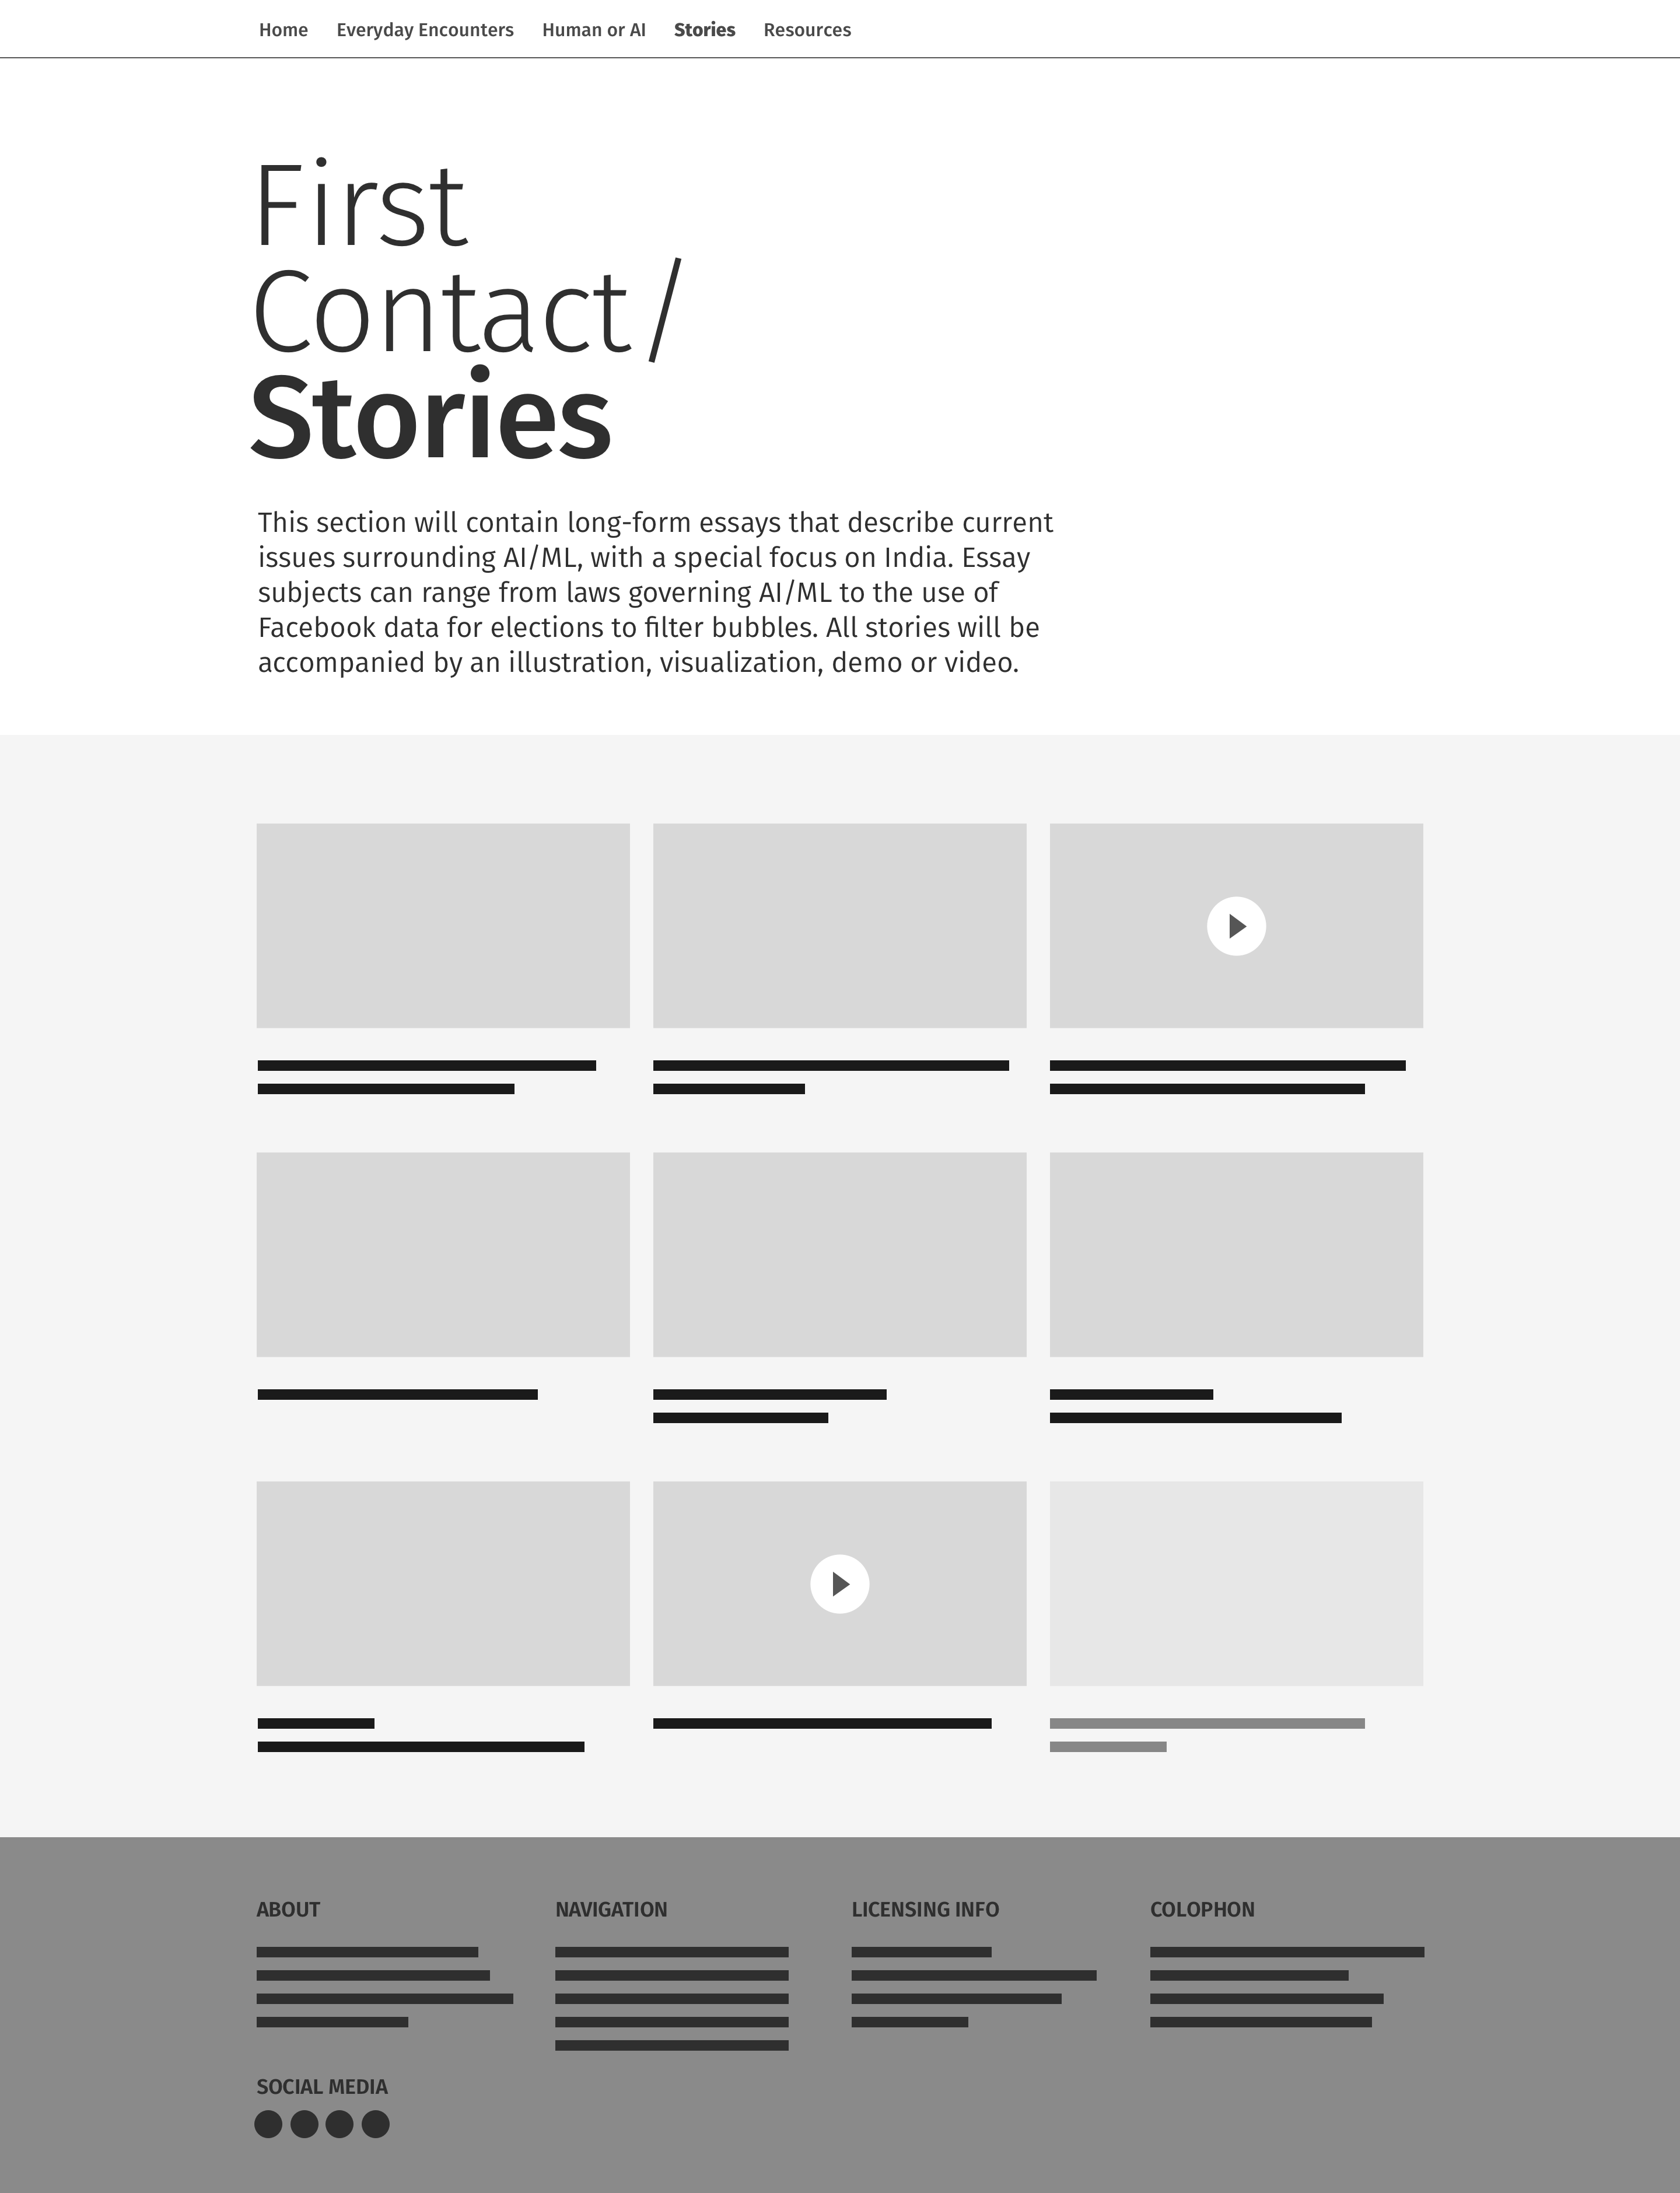 Home Everyday Encounters Human or AI Stories Resources
First
Contact/
Stories
This section will contain long-form essays that describe current
issues surrounding AI/ML, with a special focus on India. Essay
subjects can range from laws governing AI/ML to the use of
Facebook data for elections to filter bubbles. All stories will be
accompanied by an illustration, visualization, demo or video.
ABOUT NAVIGATION LICENSING INFO COLOPHON
SOCIAL MEDIA